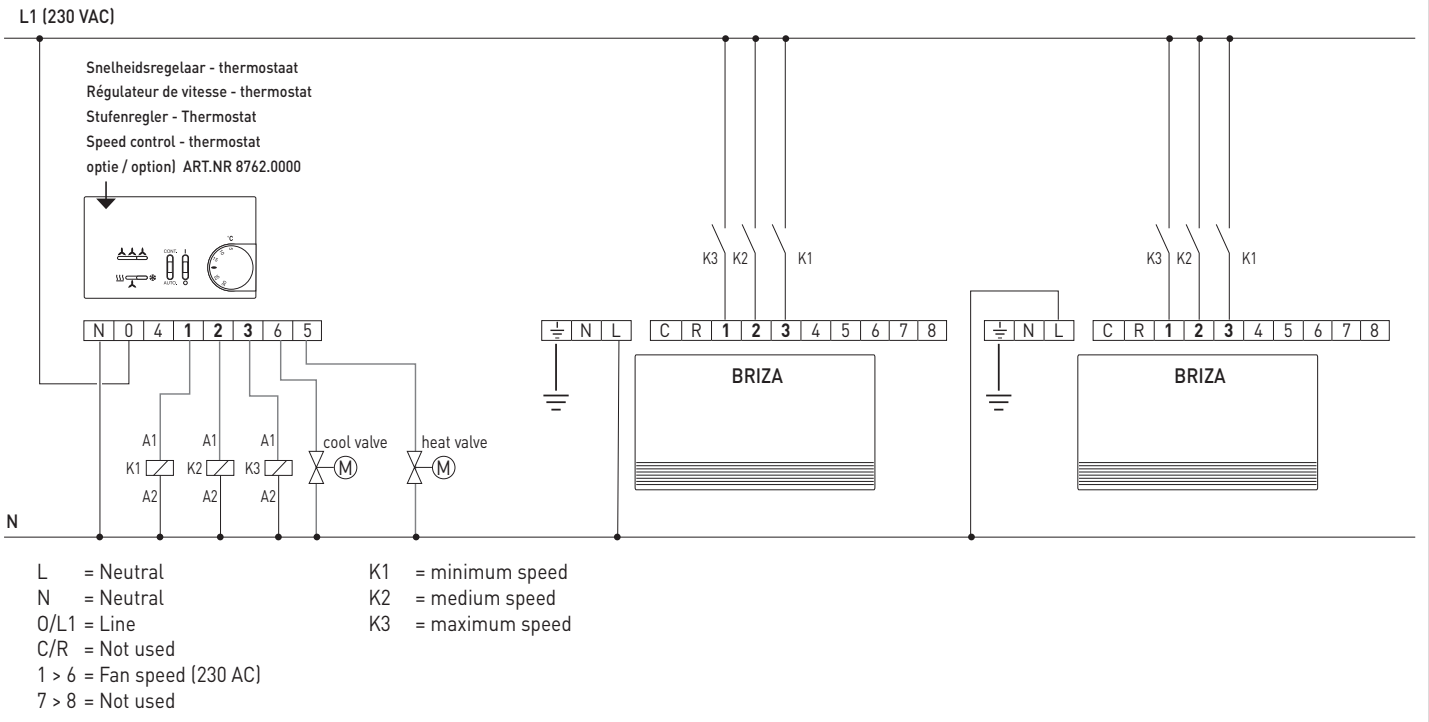 L1 (230 VAC)
Snelheidsregelaar - thermostaat
Régulateur de vitesse - thermostat
Stufenregler - Thermostat
Speed control - thermostat
optie / option) ART.NR 8762.0000
CONT. I
°C
AUTO. O
N 0 4 1 2 3 6 5
A1 A1 A1
K1 K2 K3
A2 A2 A2
cool valve
M
heat valve
M
K3 K2 K1
N L
C R 1 2 3 4 5 6 7 8
BRIZA
K3 K2 K1
N L
C R 1 2 3 4 5 6 7 8
BRIZA
N
L = Neutral
N = Neutral
0/L1 = Line
C/R = Not used
1 > 6 = Fan speed (230 AC)
7 > 8 = Not used
K1 = minimum speed
K2 = medium speed
K3 = maximum speed